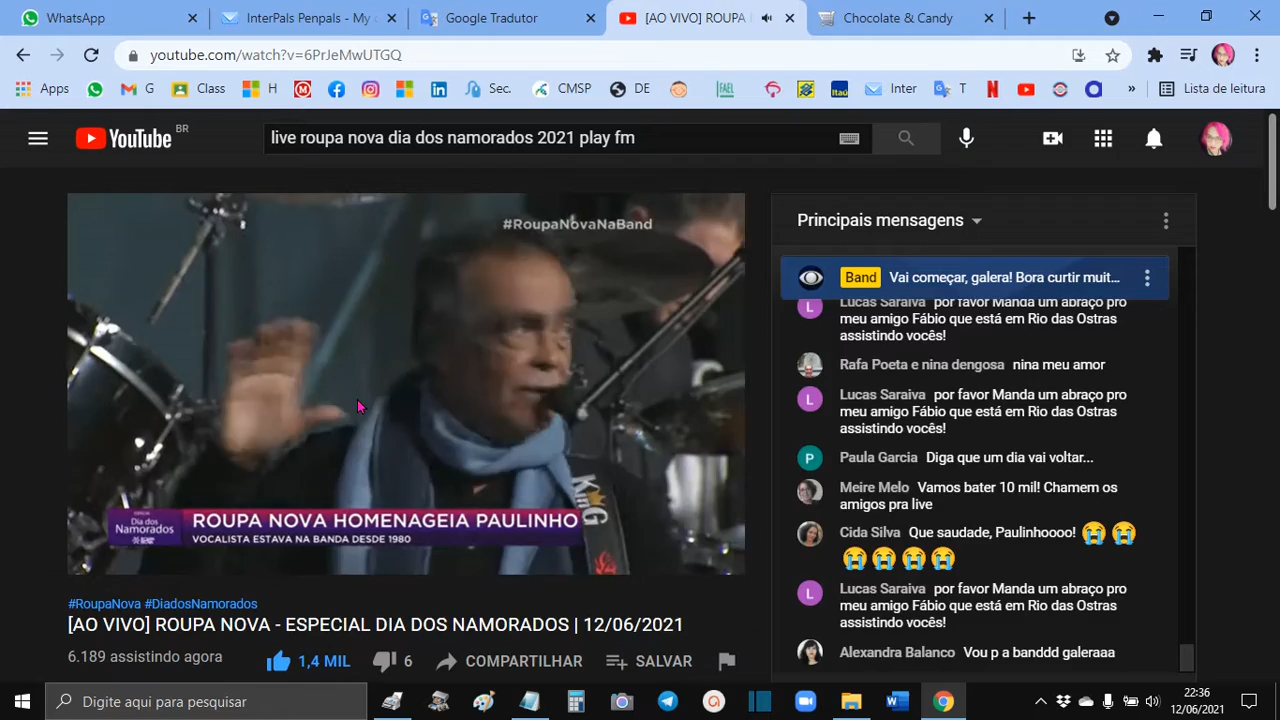 WhatsApp
InterPals Penpals - My
Google Tradutor
[AO VIVO] ROUPA
Chocolate & Candy
youtube.com/watch?v=6PrJeMwUTGQ
Apps
G
Class
H
Sec.
CMSP
DE
FAEL
Itaú
Inter
T
Lista de leitura
YouTube BR
live roupa nova dia dos namorados 2021 play fm
#RoupaNovaNaBand
KinG
Dia dos
Namorados
ROUPA NOVA HOMENAGEIA PAULINHO
VOCALISTA ESTAVA NA BANDA DESDE 1980
#RoupaNova #DiadosNamorados
[AO VIVO] ROUPA NOVA - ESPECIAL DIA DOS NAMORADOS | 12/06/2021
6.189 assistindo agora
1,4 MIL
6
COMPARTILHAR
SALVAR
Principais mensagens
Band Vai começar, galera! Bora curtir muit...
L Lucas Saraiva por favor Manda um abraço pro
meu amigo Fábio que está em Rio das Ostras
assistindo vocês!
Rafa Poeta e nina dengosa nina meu amor
L Lucas Saraiva por favor Manda um abraço pro
meu amigo Fábio que está em Rio das Ostras
assistindo vocês!
P Paula Garcia Diga que um dia vai voltar...
Meire Melo Vamos bater 10 mil! Chamem os
amigos pra live
Cida Silva Que saudade, Paulinhoooo! 😭😭
😭😭😭😭
L Lucas Saraiva por favor Manda um abraço pro
meu amigo Fábio que está em Rio das Ostras
assistindo vocês!
Alexandra Balanco Vou p a banddd galeraaa
Digite aqui para pesquisar
22:36
12/06/2021